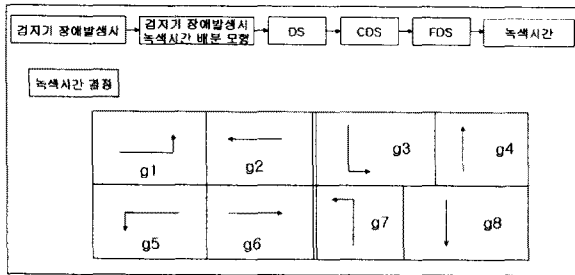 검지기 장애발생시
검지기 장애발생시
녹색시간 배분 모형
DS
CDS
FDS
녹색시간
녹색시간 결정
g1
g2
g3
g4
g5
g6
g7
g8